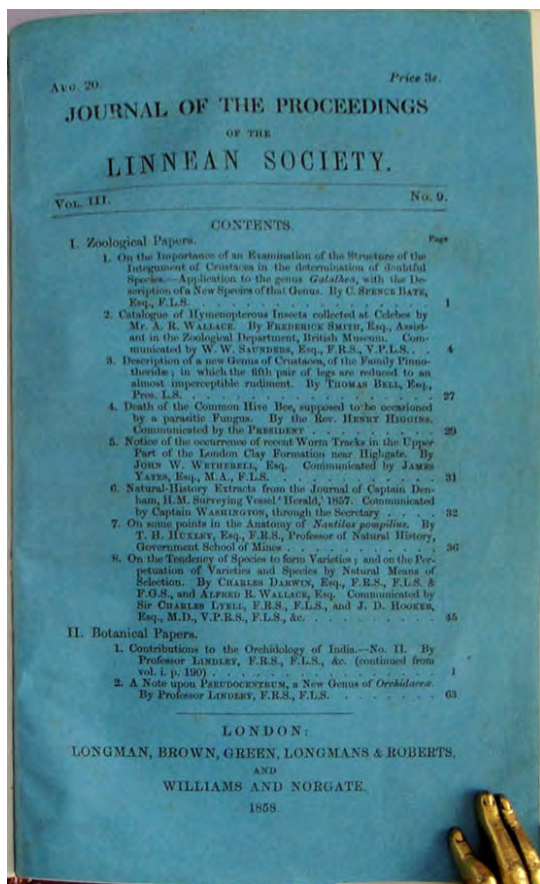 AUG. 20.
Price 3s.
JOURNAL OF THE PROCEEDINGS
OF THE
LINNEAN SOCIETY.
VOL. III.
No. 9.
CONTENTS.
I. Zoological Papers.
Page
1. On the Importance of an Examination of the Structure of the
Integument of Crustacea in the determination of doubtful
Species.—Application to the genus Galathea, with the De-
scription of a New Species of that Genus. By C. SPENCE BATE,
Esq., F.L.S. . . . . . . . . . . . . . . . . . 1
2. Catalogue of Hymenopterous Insects collected at Celebes by
Mr. A. R. WALLACE. By FREDERICK SMITH, Esq., Assist-
ant in the Zoological Department, British Museum. Com-
municated by W. W. SAUNDERS, Esq., F.R.S., V.P.L.S. . . 4
3. Description of a new Genus of Crustacea, of the Family Pinno-
theridæ; in which the fifth pair of legs are reduced to an
almost imperceptible rudiment. By THOMAS BELL, Esq.,
Pres. L.S. . . . . . . . . . . . . . . . . . . 27
4. Death of the Common Hive Bee, supposed to be occasioned
by a parasitic Fungus. By the Rev. HENRY HIGGINS.
Communicated by the PRESIDENT . . . . . . . . . 29
5. Notice of the occurrence of recent Worm Tracks in the Upper
Part of the London Clay Formation near Highgate. By
JOHN W. WETHERELL, Esq. Communicated by JAMES
YATES, Esq., M.A., F.L.S. . . . . . . . . . . . . 31
6. Natural-History Extracts from the Journal of Captain Den-
ham, H.M. Surveying Vessel 'Herald,' 1857. Communicated
by Captain WASHINGTON, through the Secretary . . . 32
7. On some points in the Anatomy of Nautilus pompilius. By
T. H. HUXLEY, Esq., F.R.S., Professor of Natural History,
Government School of Mines . . . . . . . . . . . 36
8. On the Tendency of Species to form Varieties; and on the Per-
petuation of Varieties and Species by Natural Means of
Selection. By CHARLES DARWIN, Esq., F.R.S., F.L.S. &
F.G.S., and ALFRED R. WALLACE, Esq. Communicated by
Sir CHARLES LYELL, F.R.S., F.L.S., and J. D. HOOKER,
Esq., M.D., V.P.R.S., F.L.S., &c. . . . . . . . . . 45
II. Botanical Papers.
1. Contributions to the Orchidology of India.—No. II. By
Professor LINDLEY, F.R.S., F.L.S., &c. (continued from
vol. i. p. 190) . . . . . . . . . . . . . . . . 1
2. A Note upon PSEUDOCENTRUM, a New Genus of Orchidaceæ.
By Professor LINDLEY, F.R.S., F.L.S. . . . . . . . 63
LONDON:
LONGMAN, BROWN, GREEN, LONGMANS & ROBERTS,
AND
WILLIAMS AND NORGATE.
1858.